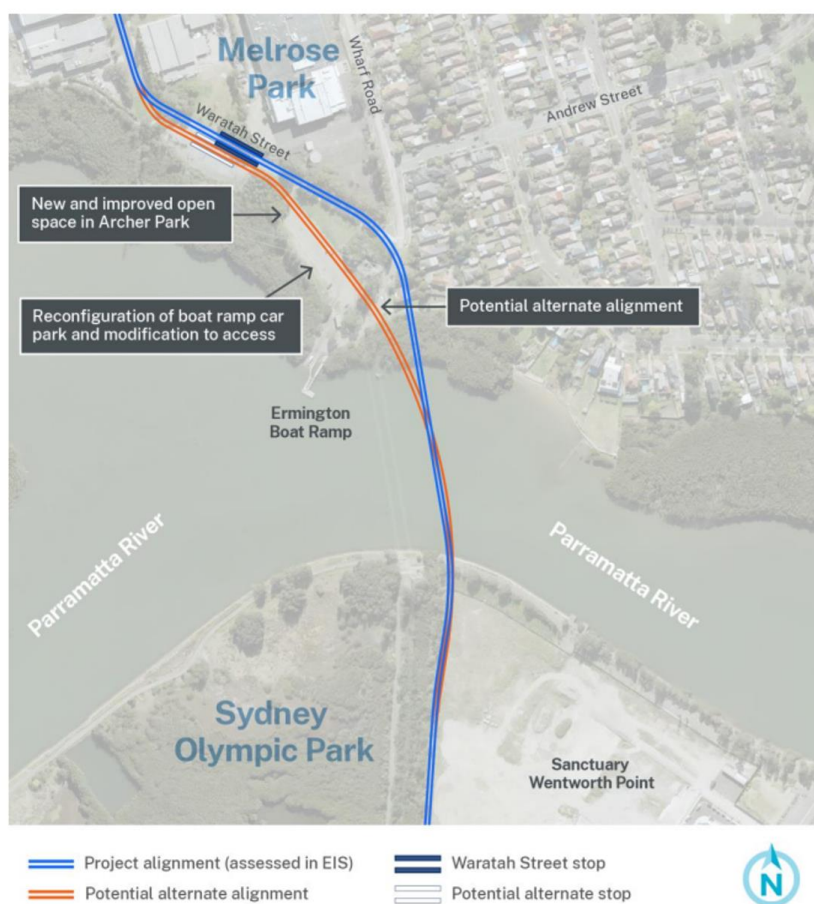 Melrose
Park
Wharf Road
Andrew Street
Waratah Street
New and improved open
space in Archer Park
Reconfiguration of boat ramp car
park and modification to access
Potential alternate alignment
Ermington
Boat Ramp
Parramatta River
Parramatta River
Sydney
Olympic Park
Sanctuary
Wentworth Point
Project alignment (assessed in EIS)
Waratah Street stop
Potential alternate alignment
Potential alternate stop
N